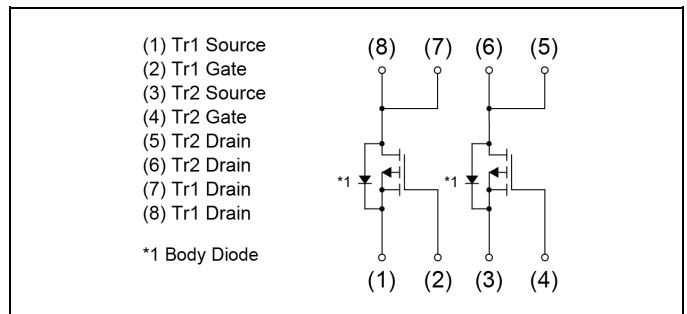 (1) Tr1 Source
(2) Tr1 Gate
(3) Tr2 Source
(4) Tr2 Gate
(5) Tr2 Drain
(6) Tr2 Drain
(7) Tr1 Drain
(8) Tr1 Drain
*1 Body Diode
(8) (7) (6) (5)
*1 *1
(1) (2) (3) (4)